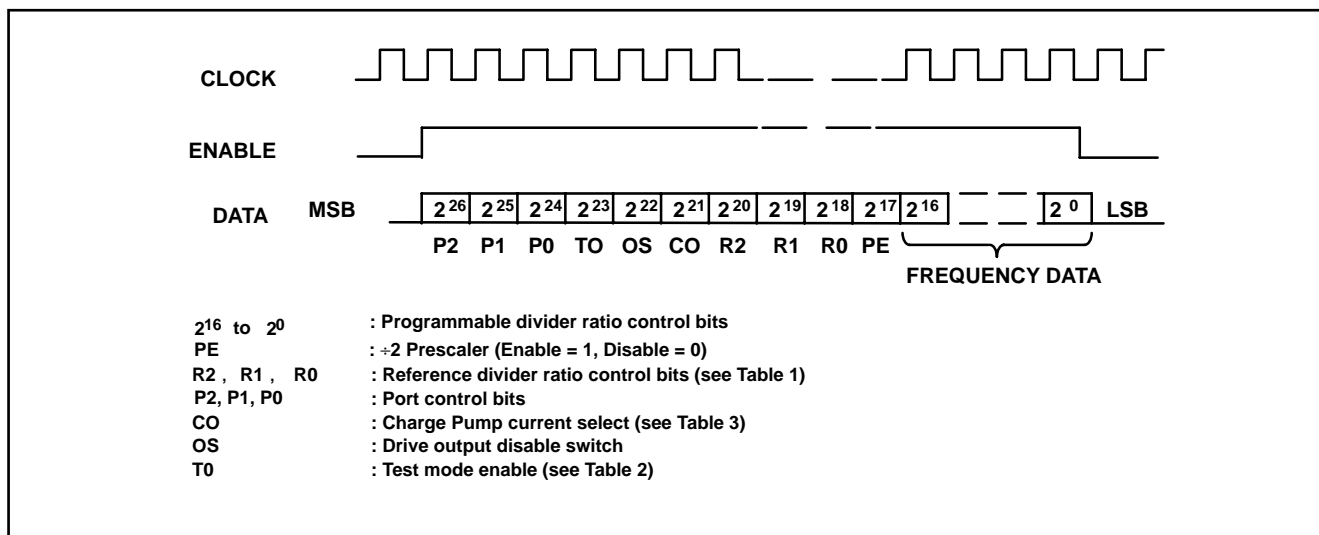 CLOCK
ENABLE
DATA MSB 2^26 2^25 2^24 2^23 2^22 2^21 2^20 2^19 2^18 2^17 2^16 2^0 LSB
P2 P1 P0 TO OS CO R2 R1 R0 PE
FREQUENCY DATA
2^16 to 2^0 : Programmable divider ratio control bits
PE : ÷2 Prescaler (Enable = 1, Disable = 0)
R2 , R1 , R0 : Reference divider ratio control bits (see Table 1)
P2, P1, P0 : Port control bits
CO : Charge Pump current select (see Table 3)
OS : Drive output disable switch
T0 : Test mode enable (see Table 2)